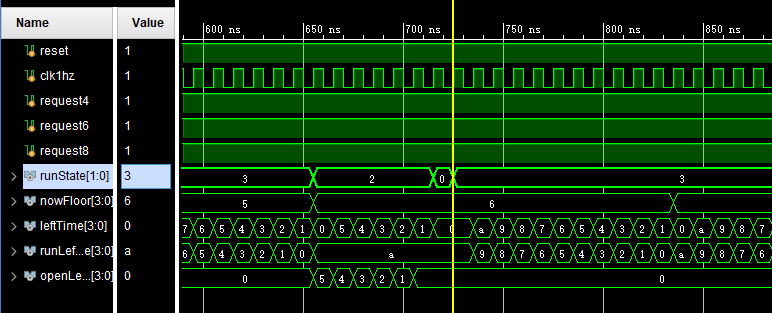 Name Value 600 ns 650 ns 700 ns 750 ns 800 ns 850 ns
reset 1
clk1hz 1
request4 1
request6 1
request8 1
runState[1:0] 3 3 2 0 3
nowFloor[3:0] 6 5 6
leftTime[3:0] 0 7 6 5 4 3 2 1 0 5 4 3 2 1 0 a 9 8 7 6 5 4 3 2 1 0 a 9 8 7
runLef...e[3:0] a 6 5 4 3 2 1 0 a 9 8 7 6 5 4 3 2 1 0 a 9 8 7 6
openLe...[3:0] 0 0 5 4 3 2 1 0